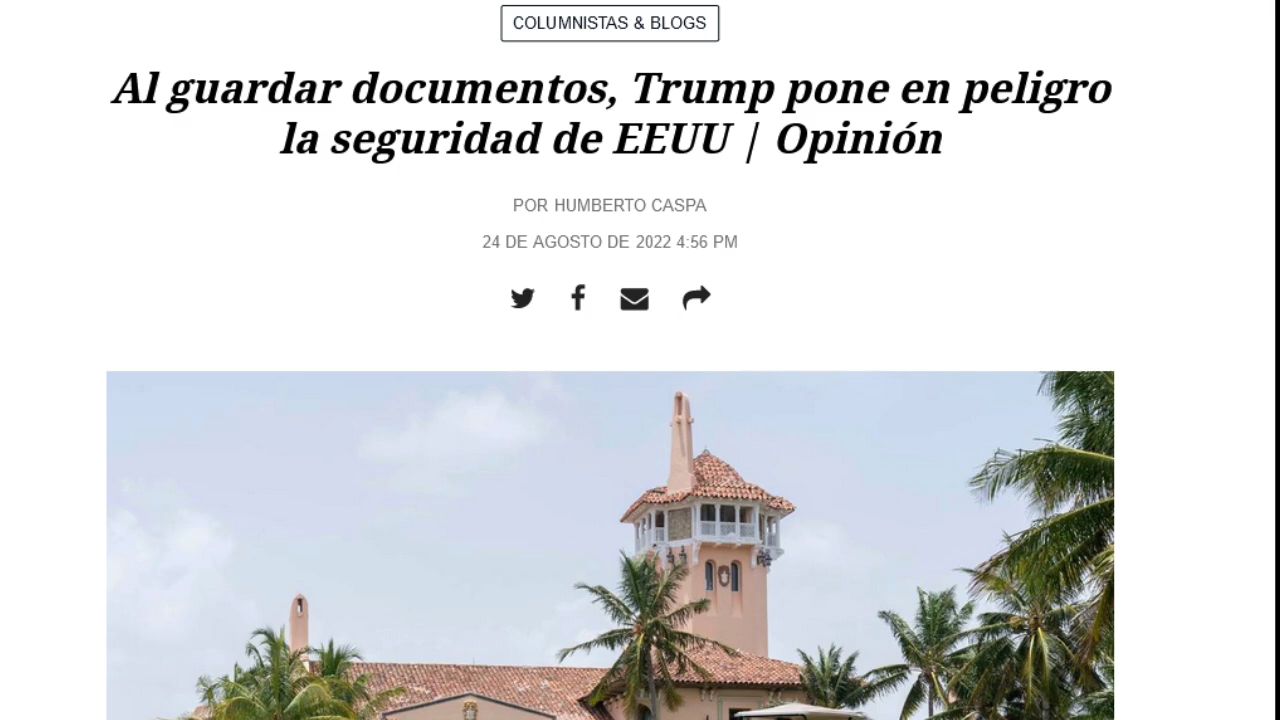 COLUMNISTAS & BLOGS
Al guardar documentos, Trump pone en peligro
la seguridad de EEUU | Opinión
POR HUMBERTO CASPA
24 DE AGOSTO DE 2022 4:56 PM